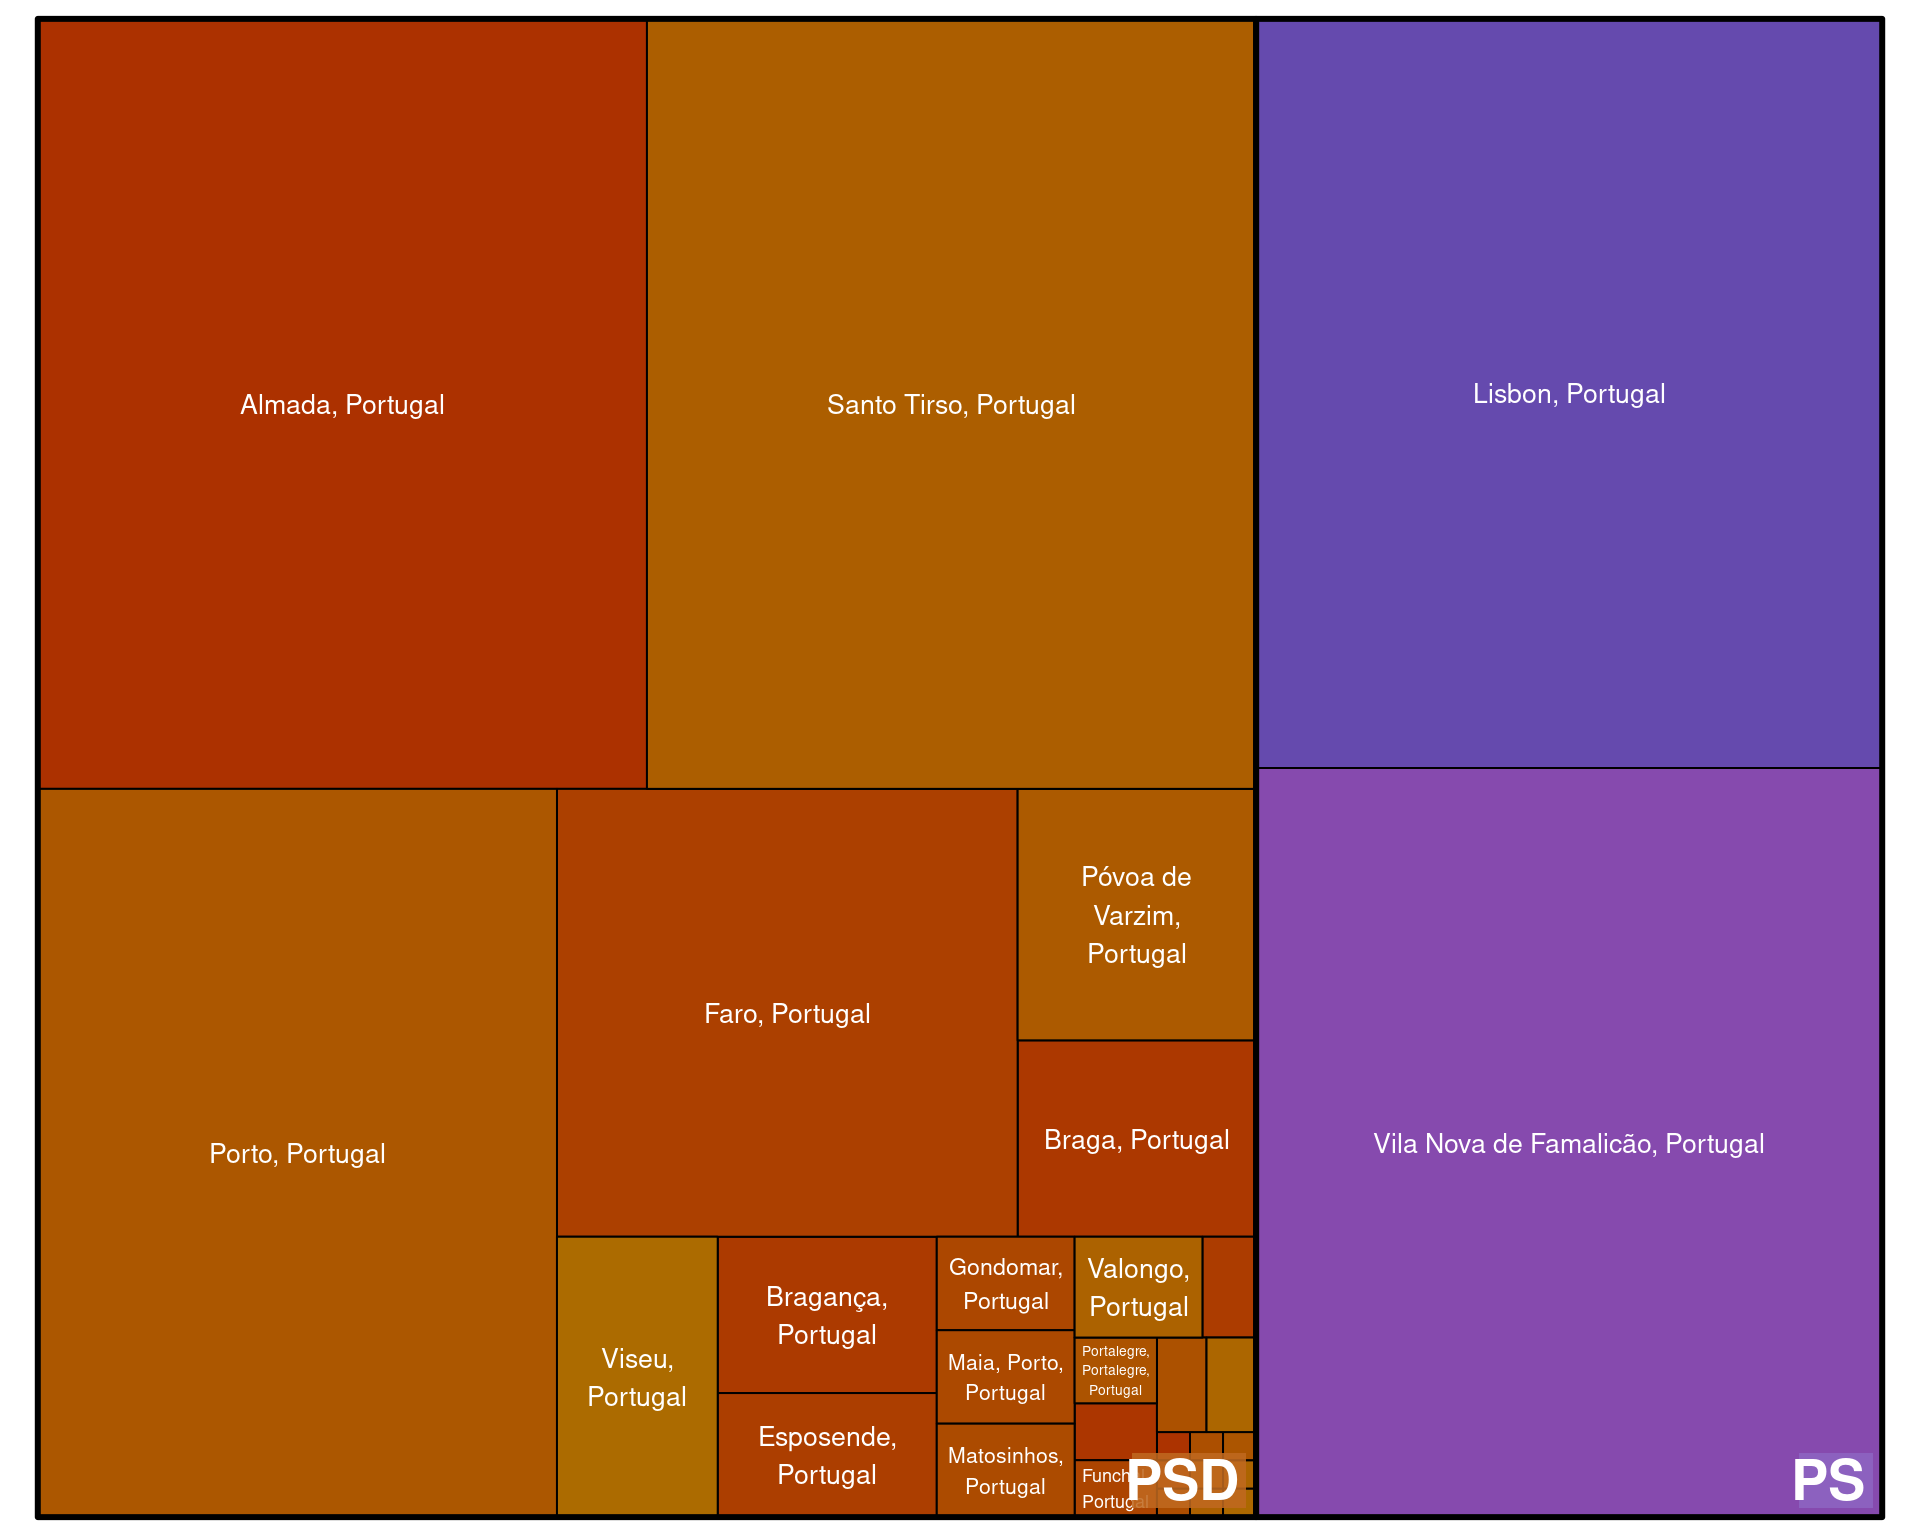 Almada, Portugal
Santo Tirso, Portugal
Lisbon, Portugal
Porto, Portugal
Faro, Portugal
Póvoa de
Varzim,
Portugal
Braga, Portugal
Vila Nova de Famalicão, Portugal
Viseu,
Portugal
Bragança,
Portugal
Esposende,
Portugal
Gondomar,
Portugal
Maia, Porto,
Portugal
Matosinhos,
Portugal
Valongo,
Portugal
Portalegre,
Portalegre,
Portugal
Portugal
PSD
PS